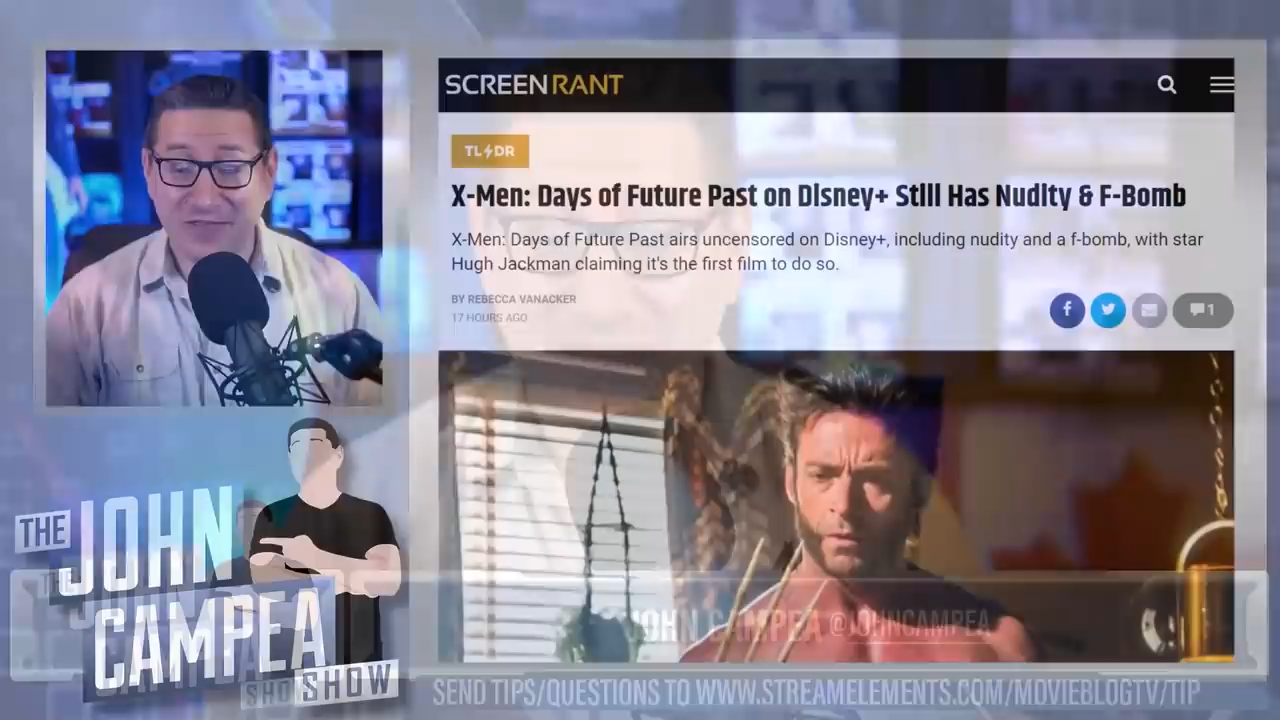 SCREENRANT
TL⚡DR
X-Men: Days of Future Past on Disney+ Still Has Nudity & F-Bomb
X-Men: Days of Future Past airs uncensored on Disney+, including nudity and a f-bomb, with star
Hugh Jackman claiming it's the first film to do so.
BY REBECCA VANACKER
17 HOURS AGO
1
THE
JOHN
CAMPEA
SHOW
JOHN CAMPEA @JOHNCAMPEA
SEND TIPS/QUESTIONS TO WWW.STREAMELEMENTS.COM/MOVIEBLOGTV/TIP